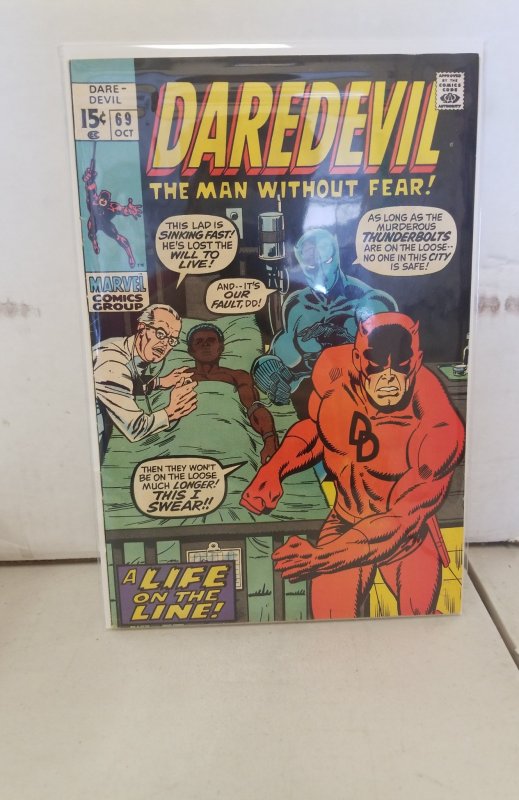 DARE-
DEVIL
15¢
69
OCT
CC
APPROVED
BY THE
COMICS
CODE
AUTHORITY
DAREDEVIL
THE MAN WITHOUT FEAR!
MARVEL
COMICS
GROUP
THIS LAD IS
SINKING FAST!
HE'S LOST THE
WILL TO
LIVE!
AND--IT'S
OUR
FAULT, DD!
AS LONG AS THE
MURDEROUS
THUNDERBOLTS
ARE ON THE LOOSE--
NO ONE IN THIS CITY
IS SAFE!
DD
THEN THEY WON'T
BE ON THE LOOSE
MUCH LONGER!
THIS I
SWEAR!!
A LIFE
ON THE
LINE!